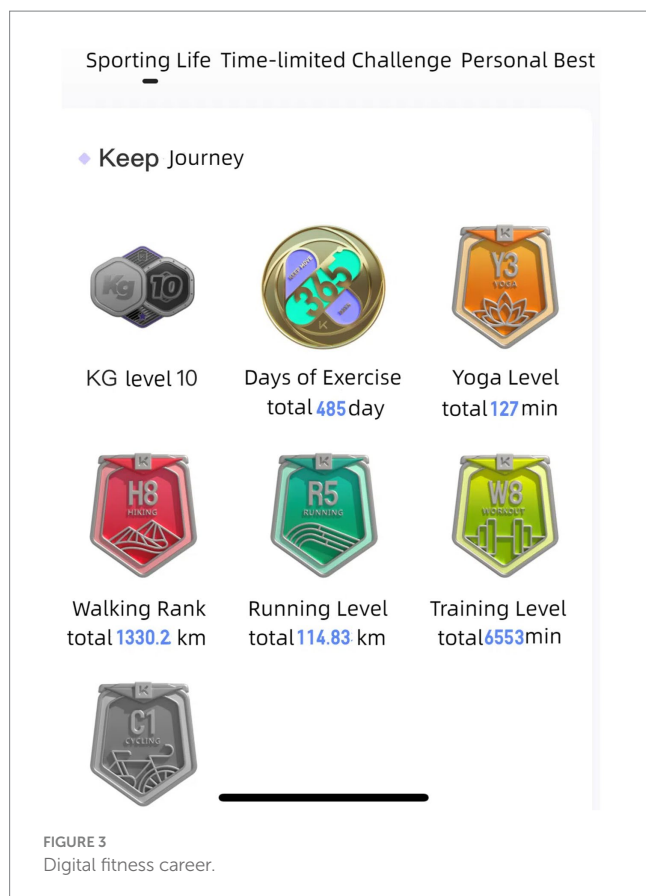 Sporting Life Time-limited Challenge Personal Best
Keep Journey
Kg 10
365
Y3
YOGA
KG level 10
Days of Exercise
total 485 day
Yoga Level
total 127 min
H8
HIKING
R5
RUNNING
W8
WORKOUT
Walking Rank
total 1330.2 km
Running Level
total 114.83 km
Training Level
total 6553 min
C1
CYCLING
FIGURE 3
Digital fitness career.